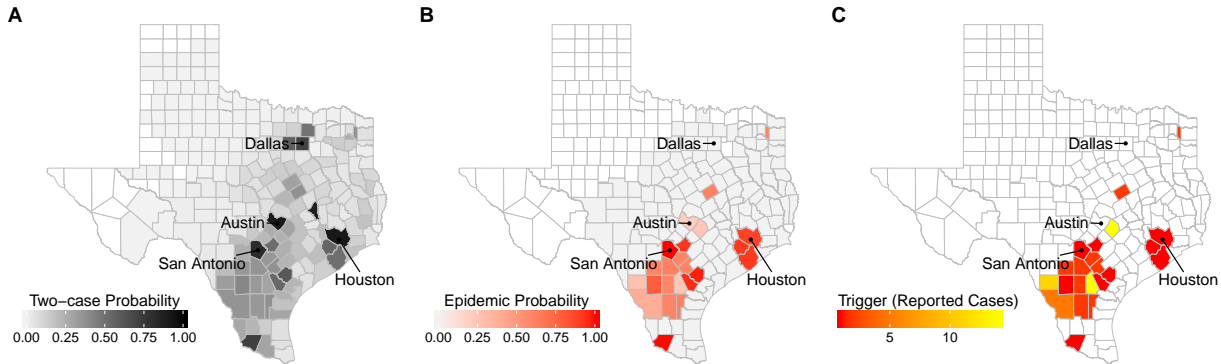 A
B
C
Dallas
Austin
San Antonio
Houston
Two−case Probability
0.00 0.25 0.50 0.75 1.00
Dallas
Austin
San Antonio
Houston
Epidemic Probability
0.00 0.25 0.50 0.75 1.00
Dallas
Austin
San Antonio
Houston
Trigger (Reported Cases)
5 10